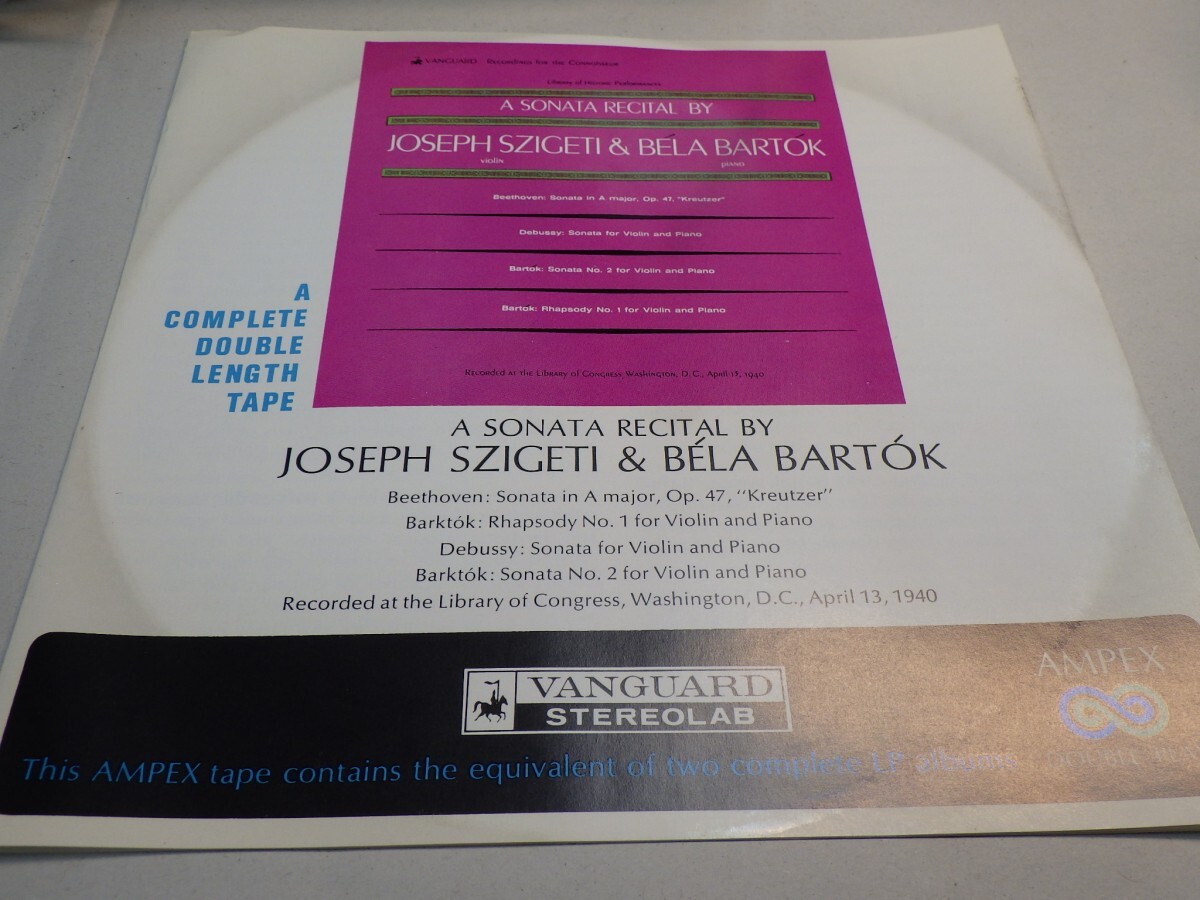 VANGUARD Recordings for the Connoisseur
Library of Historic Performances
A SONATA RECITAL BY
JOSEPH SZIGETI & BÉLA BARTÓK
violin piano
Beethoven: Sonata in A major, Op. 47, "Kreutzer"
Debussy: Sonata for Violin and Piano
Bartok: Sonata No. 2 for Violin and Piano
Bartok: Rhapsody No. 1 for Violin and Piano
Recorded at the Library of Congress, Washington, D.C., April 13, 1940
A
COMPLETE
DOUBLE
LENGTH
TAPE
A SONATA RECITAL BY
JOSEPH SZIGETI & BÉLA BARTÓK
Beethoven: Sonata in A major, Op. 47, "Kreutzer"
Barktók: Rhapsody No. 1 for Violin and Piano
Debussy: Sonata for Violin and Piano
Barktók: Sonata No. 2 for Violin and Piano
Recorded at the Library of Congress, Washington, D.C., April 13, 1940
VANGUARD
STEREOLAB
AMPEX
This AMPEX tape contains the equivalent of two complete LP albums